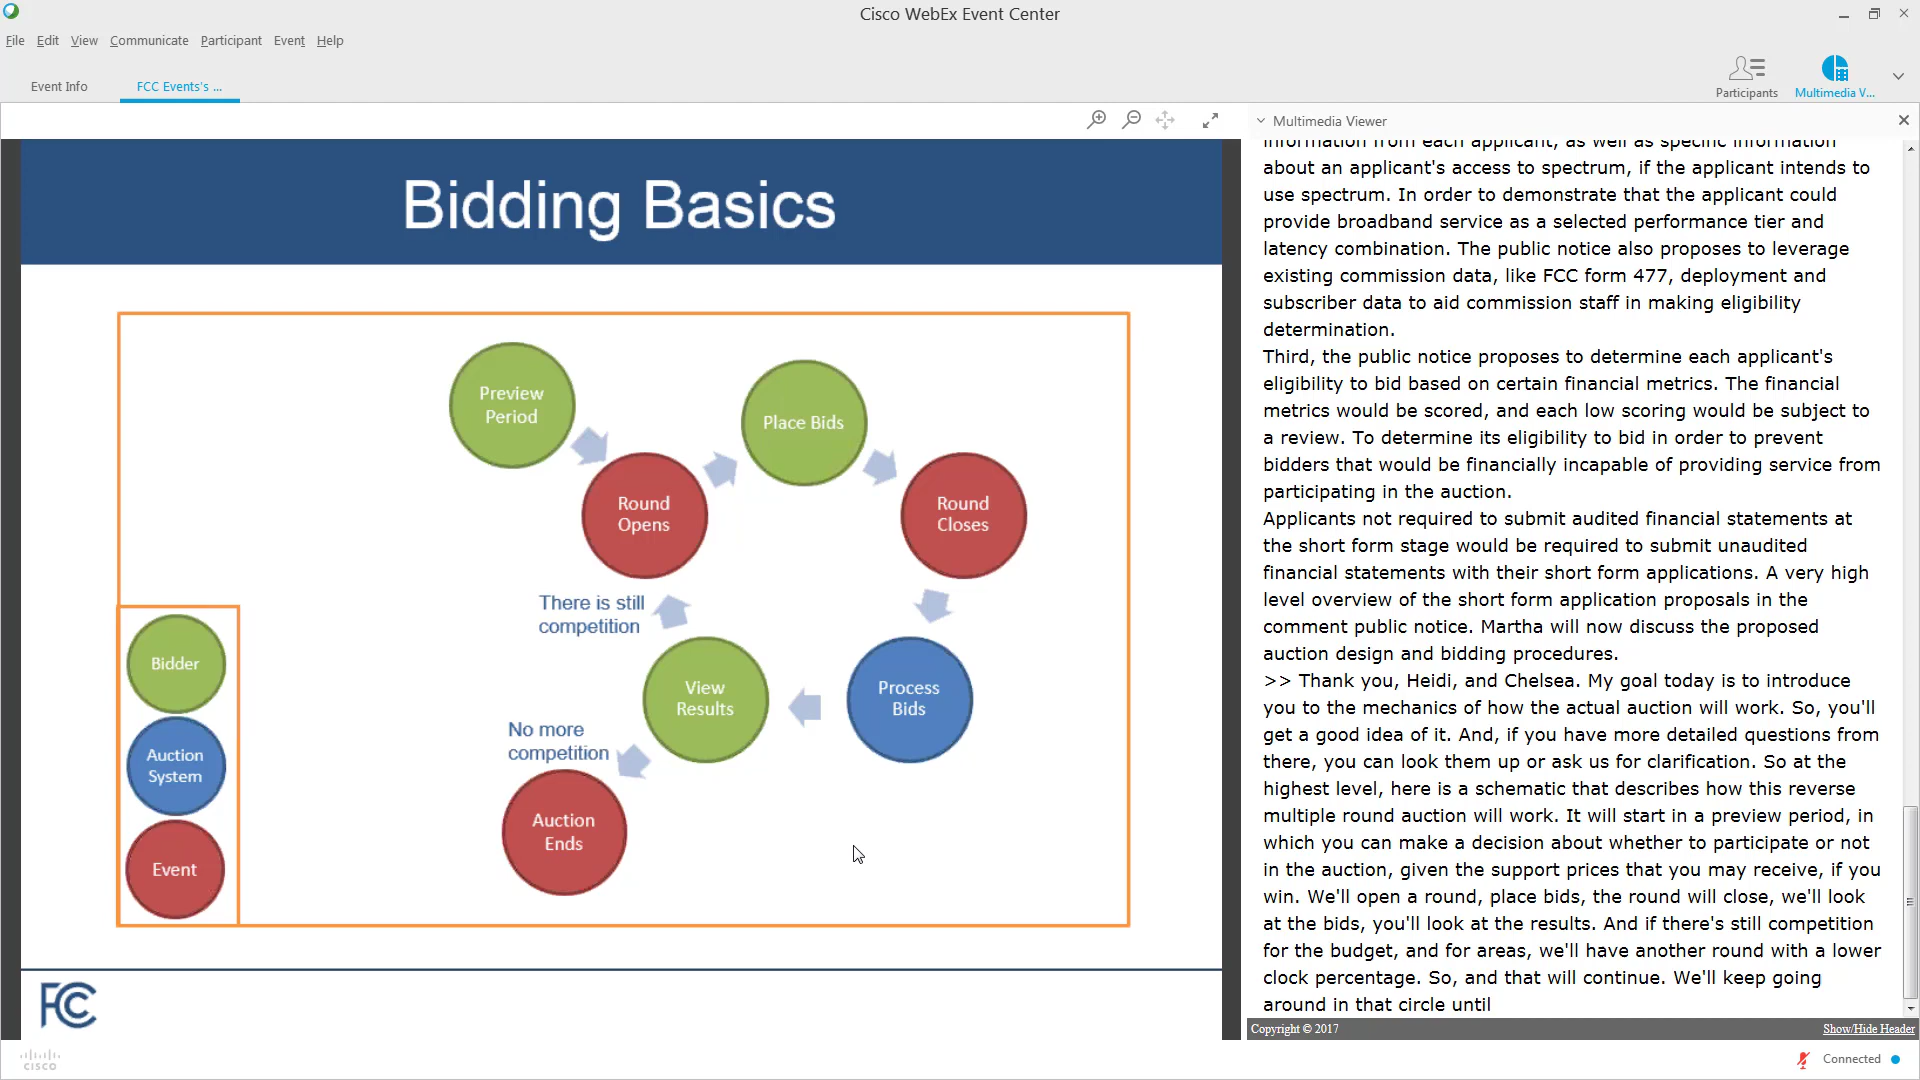 Cisco WebEx Event Center
File Edit View Communicate Participant Event Help
Event Info
FCC Events's ...
Participants
Multimedia V...
Bidding Basics
Preview
Period
Round
Opens
Place Bids
Round
Closes
Process
Bids
View
Results
There is still
competition
No more
competition
Auction
Ends
Bidder
Auction
System
Event
FCC
cisco
Multimedia Viewer
information from each applicant, as well as specific information
about an applicant's access to spectrum, if the applicant intends to
use spectrum. In order to demonstrate that the applicant could
provide broadband service as a selected performance tier and
latency combination. The public notice also proposes to leverage
existing commission data, like FCC form 477, deployment and
subscriber data to aid commission staff in making eligibility
determination.
Third, the public notice proposes to determine each applicant's
eligibility to bid based on certain financial metrics. The financial
metrics would be scored, and each low scoring would be subject to
a review. To determine its eligibility to bid in order to prevent
bidders that would be financially incapable of providing service from
participating in the auction.
Applicants not required to submit audited financial statements at
the short form stage would be required to submit unaudited
financial statements with their short form applications. A very high
level overview of the short form application proposals in the
comment public notice. Martha will now discuss the proposed
auction design and bidding procedures.
>> Thank you, Heidi, and Chelsea. My goal today is to introduce
you to the mechanics of how the actual auction will work. So, you'll
get a good idea of it. And, if you have more detailed questions from
there, you can look them up or ask us for clarification. So at the
highest level, here is a schematic that describes how this reverse
multiple round auction will work. It will start in a preview period, in
which you can make a decision about whether to participate or not
in the auction, given the support prices that you may receive, if you
win. We'll open a round, place bids, the round will close, we'll look
at the bids, you'll look at the results. And if there's still competition
for the budget, and for areas, we'll have another round with a lower
clock percentage. So, and that will continue. We'll keep going
around in that circle until
Copyright © 2017
Show/Hide Header
Connected